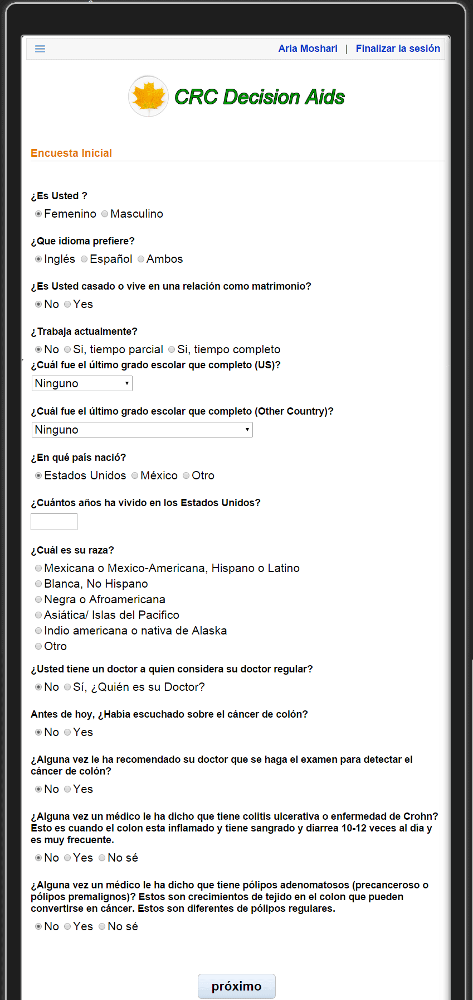 Aria Moshari | Finalizar la sesión
CRC Decision Aids
Encuesta Inicial
¿Es Usted ?
Femenino Masculino
¿Que idioma prefiere?
Inglés Español Ambos
¿Es Usted casado o vive en una relación como matrimonio?
No Yes
¿Trabaja actualmente?
No Si, tiempo parcial Si, tiempo completo
¿Cuál fue el último grado escolar que completo (US)?
Ninguno
¿Cuál fue el último grado escolar que completo (Other Country)?
Ninguno
¿En qué país nació?
Estados Unidos México Otro
¿Cuántos años ha vivido en los Estados Unidos?
¿Cuál es su raza?
Mexicana o Mexico-Americana, Hispano o Latino
Blanca, No Hispano
Negra o Afroamericana
Asiática/ Islas del Pacifico
Indio americana o nativa de Alaska
Otro
¿Usted tiene un doctor a quien considera su doctor regular?
No Sí, ¿Quién es su Doctor?
Antes de hoy, ¿Había escuchado sobre el cáncer de colón?
No Yes
¿Alguna vez le ha recomendado su doctor que se haga el examen para detectar el
cáncer de colón?
No Yes
¿Alguna vez un médico le ha dicho que tiene colitis ulcerativa o enfermedad de Crohn?
Esto es cuando el colon esta inflamado y tiene sangrado y diarrea 10-12 veces al día y
es muy frecuente.
No Yes No sé
¿Alguna vez un médico le ha dicho que tiene pólipos adenomatosos (precanceroso o
pólipos premalignos)? Estos son crecimientos de tejido en el colon que pueden
convertirse en cáncer. Estos son diferentes de pólipos regulares.
No Yes No sé
próximo